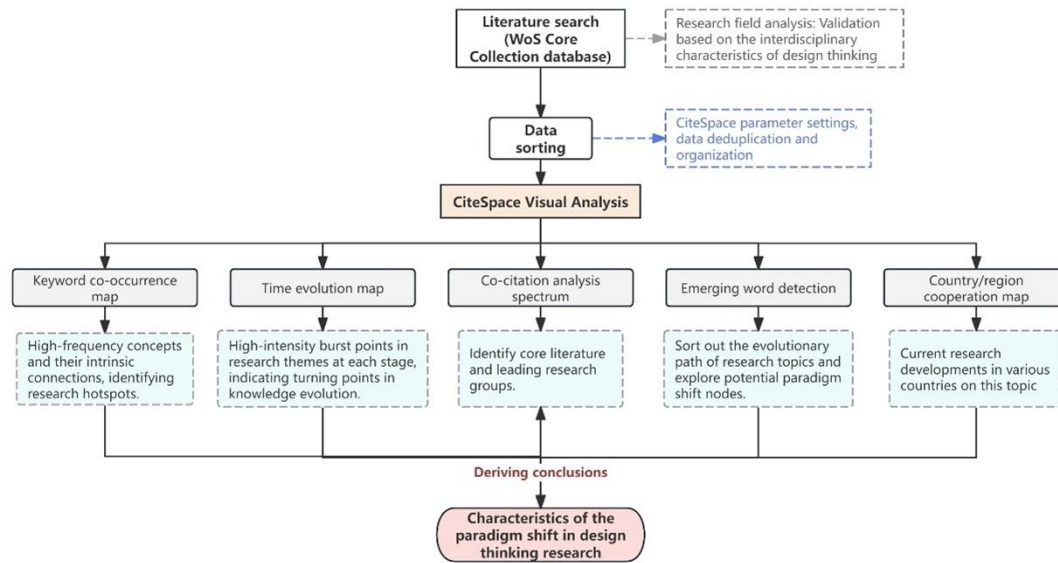 Literature search
(WoS Core
Collection database)
Research field analysis: Validation
based on the interdisciplinary
characteristics of design thinking
Data
sorting
CiteSpace parameter settings,
data deduplication and
organization
CiteSpace Visual Analysis
Keyword co-occurrence
map
Time evolution map
Co-citation analysis
spectrum
Emerging word detection
Country/region
cooperation map
High-frequency concepts
and their intrinsic
connections, identifying
research hotspots.
High-intensity burst points in
research themes at each stage,
indicating turning points in
knowledge evolution.
Identify core literature
and leading research
groups.
Sort out the evolutionary
path of research topics and
explore potential paradigm
shift nodes.
Current research
developments in various
countries on this topic
Deriving conclusions
Characteristics of the
paradigm shift in design
thinking research